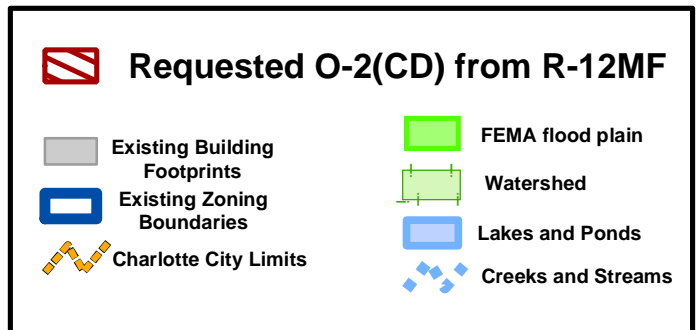 Requested O-2(CD) from R-12MF
Existing Building
Footprints
Existing Zoning
Boundaries
Charlotte City Limits
FEMA flood plain
Watershed
Lakes and Ponds
Creeks and Streams